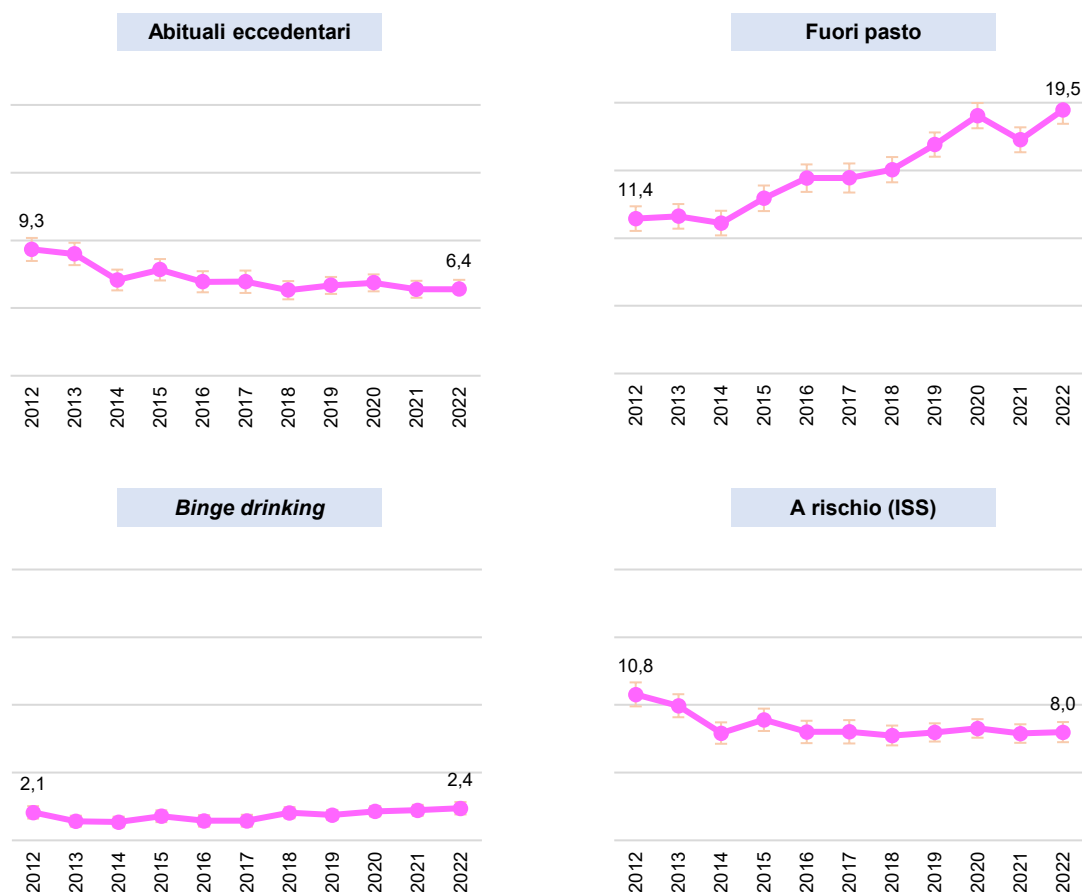 Abituali eccedentari
9,3
6,4
2012 2013 2014 2015 2016 2017 2018 2019 2020 2021 2022
Fuori pasto
11,4
19,5
2012 2013 2014 2015 2016 2017 2018 2019 2020 2021 2022
Binge drinking
2,1
2,4
2012 2013 2014 2015 2016 2017 2018 2019 2020 2021 2022
A rischio (ISS)
10,8
8,0
2012 2013 2014 2015 2016 2017 2018 2019 2020 2021 2022